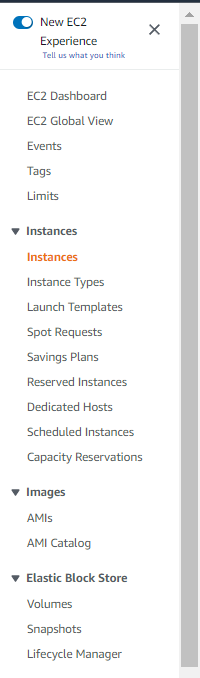 New EC2
Experience
Tell us what you think
EC2 Dashboard
EC2 Global View
Events
Tags
Limits
Instances
Instances
Instance Types
Launch Templates
Spot Requests
Savings Plans
Reserved Instances
Dedicated Hosts
Scheduled Instances
Capacity Reservations
Images
AMIs
AMI Catalog
Elastic Block Store
Volumes
Snapshots
Lifecycle Manager